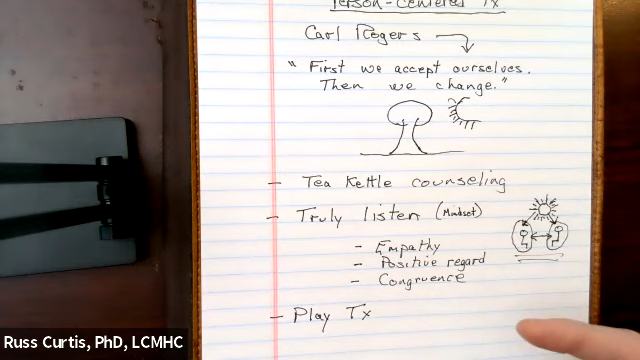 Person-Centered Tx
Carl Rogers
" First we accept ourselves.
Then we change."
- Tea Kettle counseling
- Truly listen (Mindset)
- Empathy
- Positive regard
- Congruence
- Play Tx
Russ Curtis, PhD, LCMHC